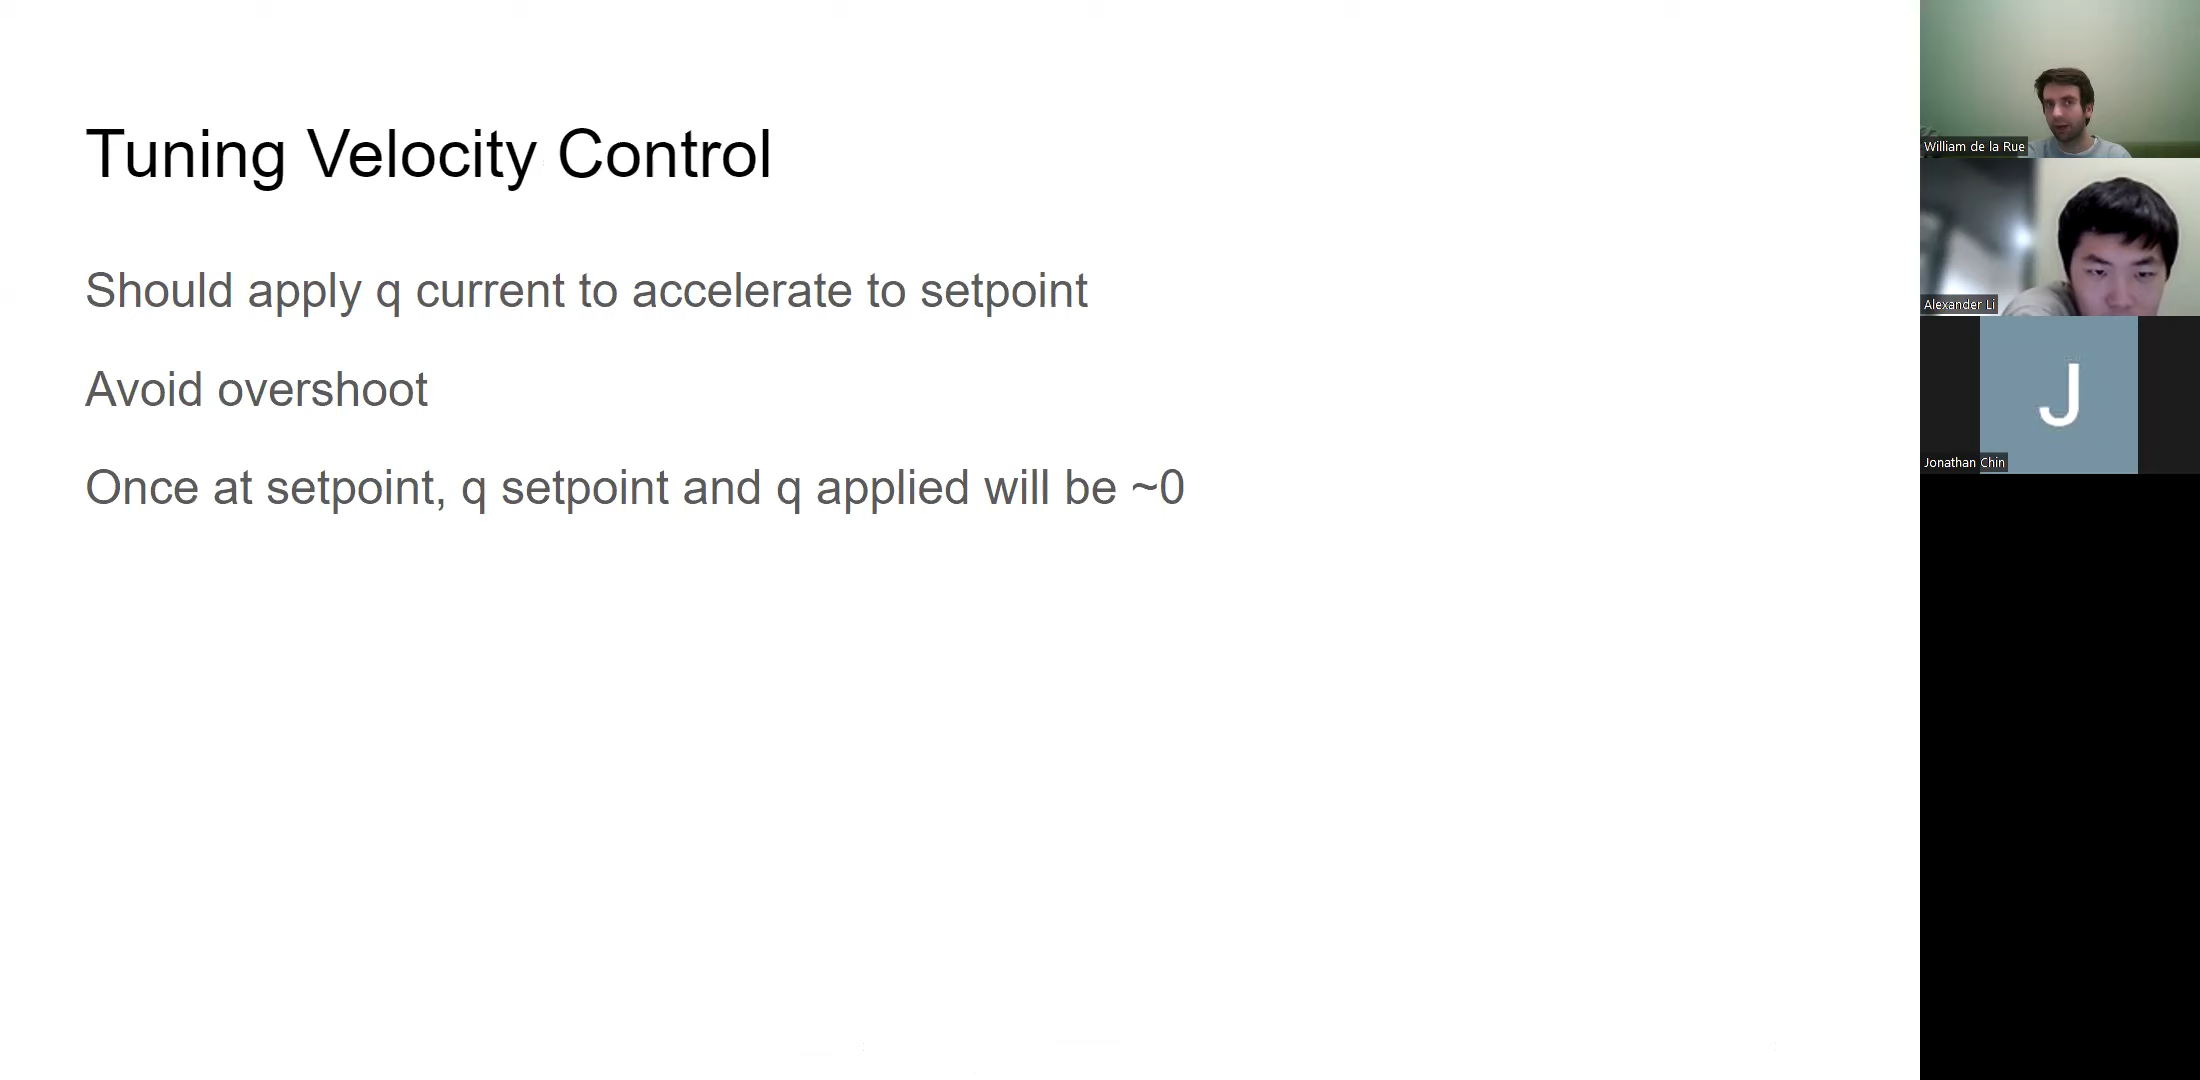 Tuning Velocity Control
Should apply q current to accelerate to setpoint
Avoid overshoot
Once at setpoint, q setpoint and q applied will be ~0
William de la Rue
Alexander Li
J
Jonathan Chin